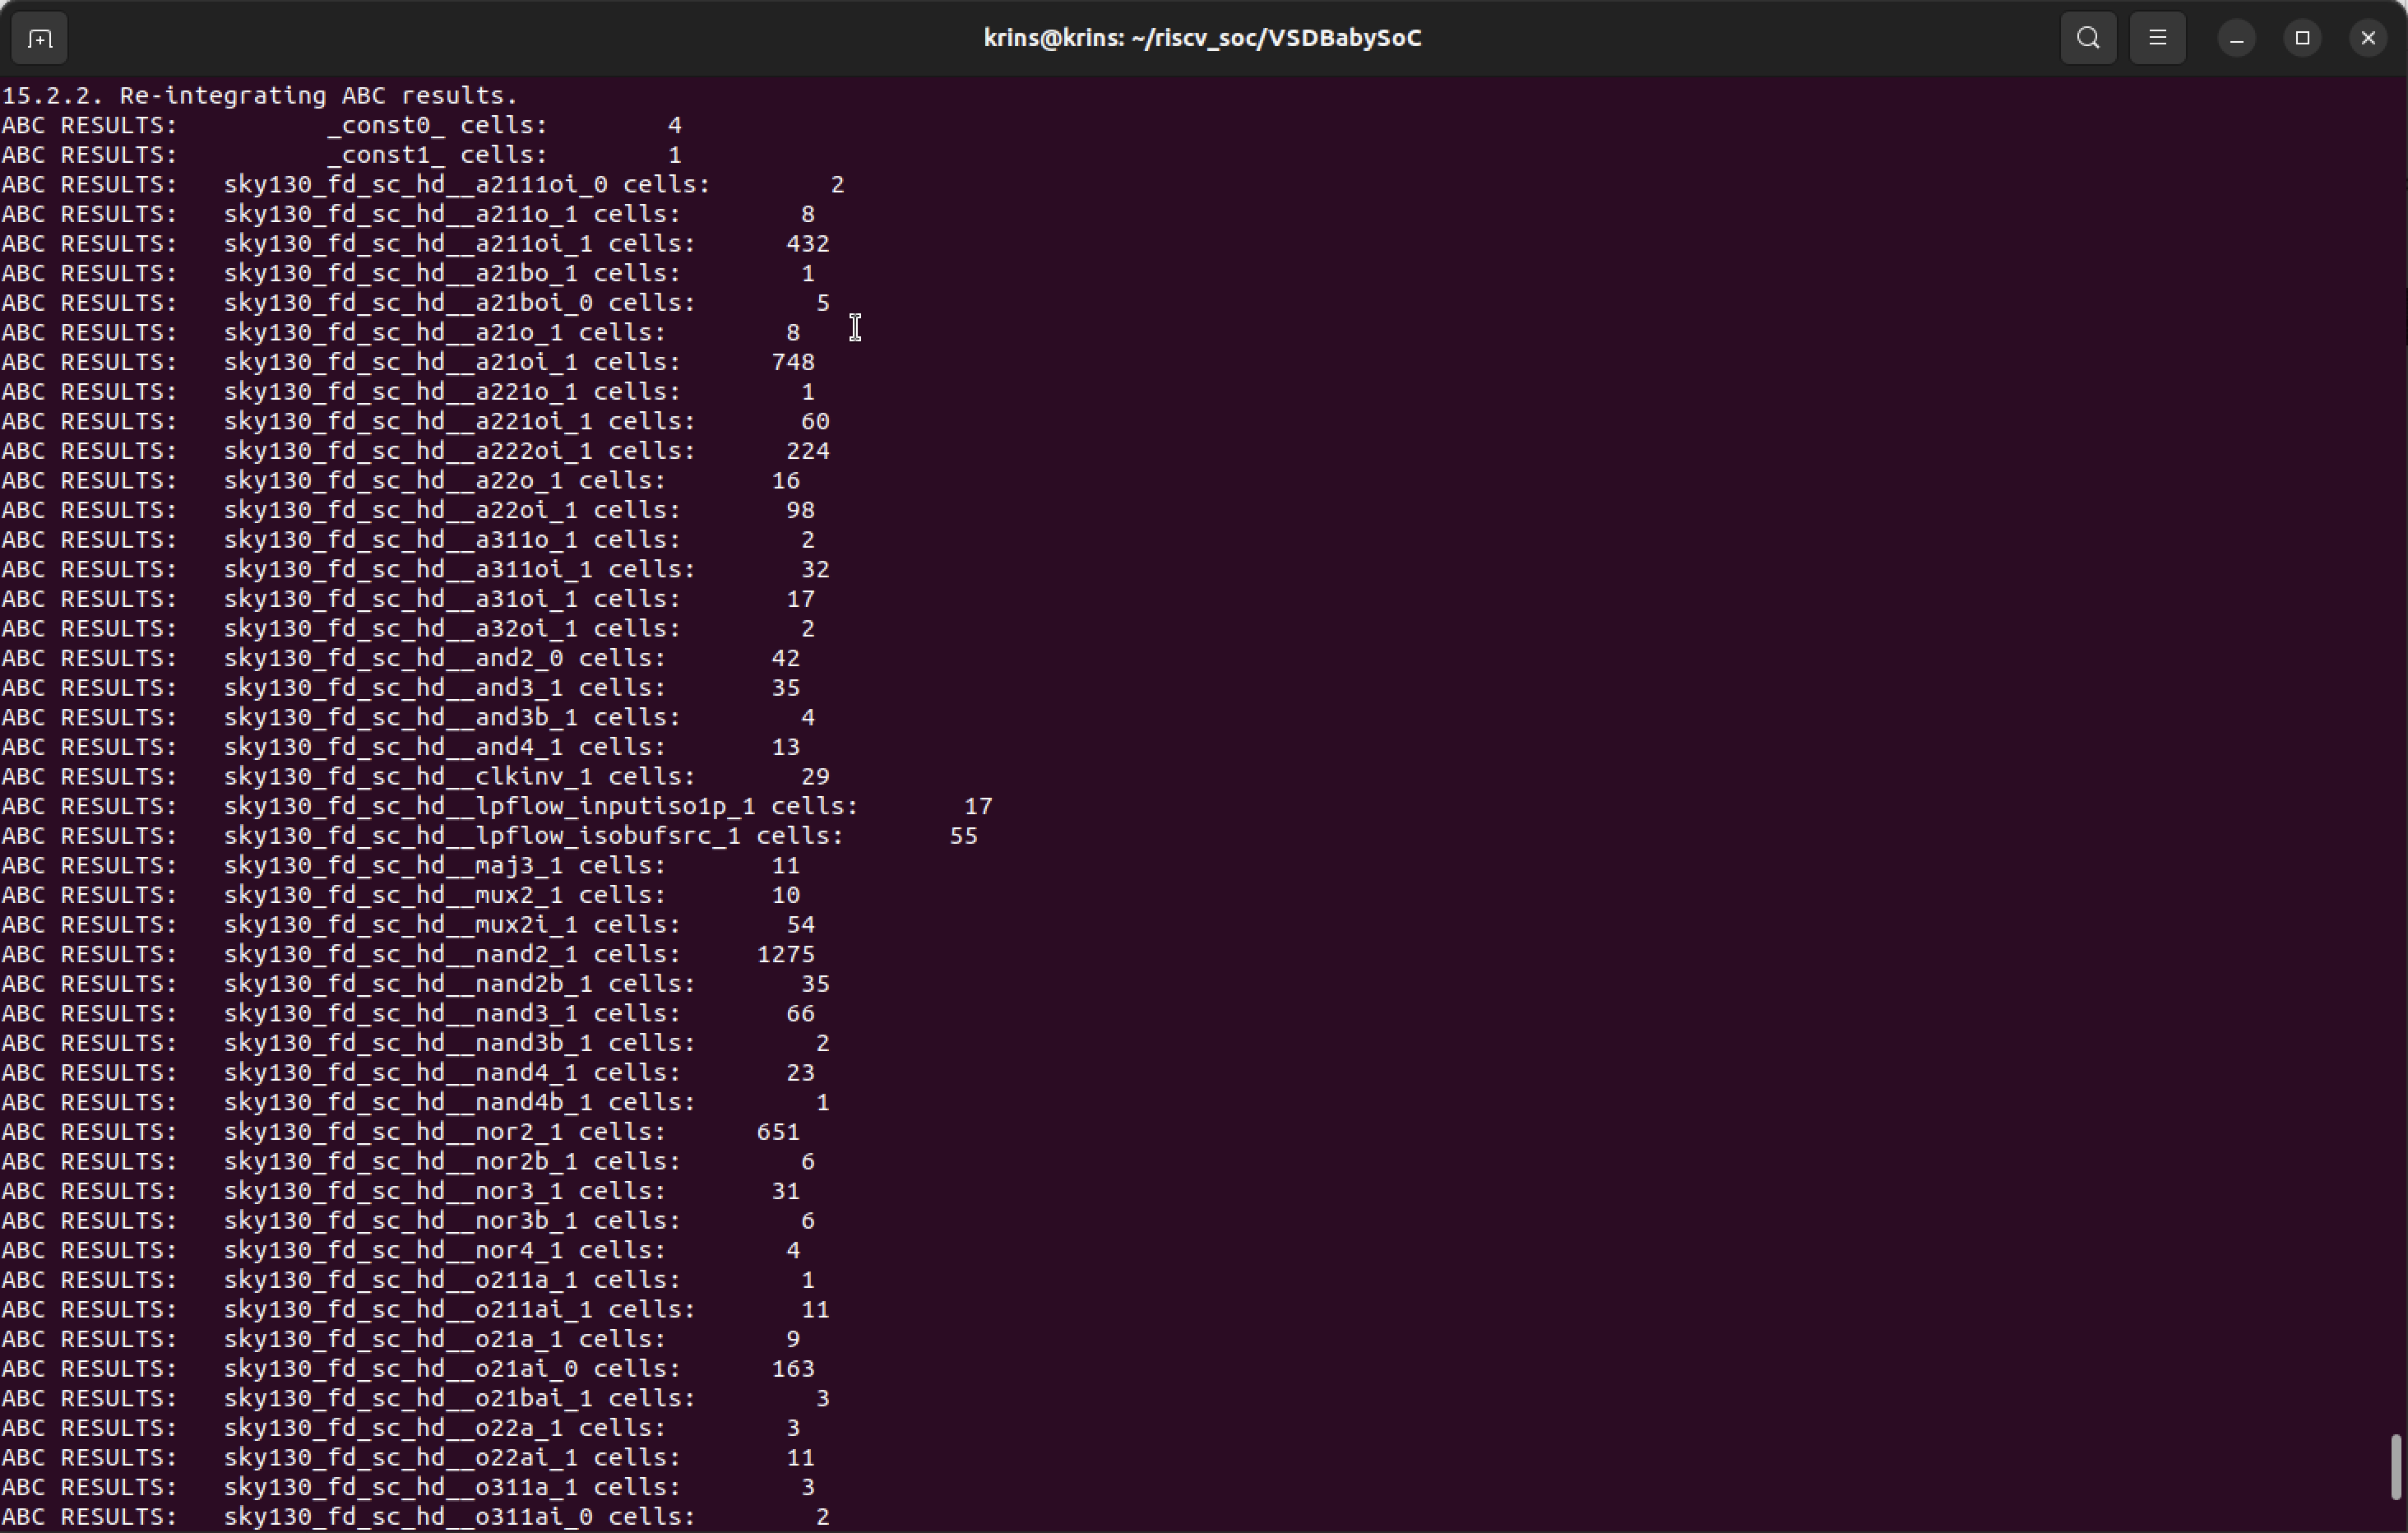 krins@krins: ~/riscv_soc/VSDBabySoC
15.2.2. Re-integrating ABC results.
ABC RESULTS:          _const0_ cells:        4
ABC RESULTS:          _const1_ cells:        1
ABC RESULTS:   sky130_fd_sc_hd__a2111oi_0 cells:        2
ABC RESULTS:   sky130_fd_sc_hd__a211o_1 cells:        8
ABC RESULTS:   sky130_fd_sc_hd__a211oi_1 cells:      432
ABC RESULTS:   sky130_fd_sc_hd__a21bo_1 cells:        1
ABC RESULTS:   sky130_fd_sc_hd__a21boi_0 cells:        5
ABC RESULTS:   sky130_fd_sc_hd__a21o_1 cells:        8
ABC RESULTS:   sky130_fd_sc_hd__a21oi_1 cells:      748
ABC RESULTS:   sky130_fd_sc_hd__a221o_1 cells:        1
ABC RESULTS:   sky130_fd_sc_hd__a221oi_1 cells:       60
ABC RESULTS:   sky130_fd_sc_hd__a222oi_1 cells:      224
ABC RESULTS:   sky130_fd_sc_hd__a22o_1 cells:       16
ABC RESULTS:   sky130_fd_sc_hd__a22oi_1 cells:       98
ABC RESULTS:   sky130_fd_sc_hd__a311o_1 cells:        2
ABC RESULTS:   sky130_fd_sc_hd__a311oi_1 cells:       32
ABC RESULTS:   sky130_fd_sc_hd__a31oi_1 cells:       17
ABC RESULTS:   sky130_fd_sc_hd__a32oi_1 cells:        2
ABC RESULTS:   sky130_fd_sc_hd__and2_0 cells:       42
ABC RESULTS:   sky130_fd_sc_hd__and3_1 cells:       35
ABC RESULTS:   sky130_fd_sc_hd__and3b_1 cells:        4
ABC RESULTS:   sky130_fd_sc_hd__and4_1 cells:       13
ABC RESULTS:   sky130_fd_sc_hd__clkinv_1 cells:       29
ABC RESULTS:   sky130_fd_sc_hd__lpflow_inputiso1p_1 cells:       17
ABC RESULTS:   sky130_fd_sc_hd__lpflow_isobufsrc_1 cells:       55
ABC RESULTS:   sky130_fd_sc_hd__maj3_1 cells:       11
ABC RESULTS:   sky130_fd_sc_hd__mux2_1 cells:       10
ABC RESULTS:   sky130_fd_sc_hd__mux2i_1 cells:       54
ABC RESULTS:   sky130_fd_sc_hd__nand2_1 cells:     1275
ABC RESULTS:   sky130_fd_sc_hd__nand2b_1 cells:       35
ABC RESULTS:   sky130_fd_sc_hd__nand3_1 cells:       66
ABC RESULTS:   sky130_fd_sc_hd__nand3b_1 cells:        2
ABC RESULTS:   sky130_fd_sc_hd__nand4_1 cells:       23
ABC RESULTS:   sky130_fd_sc_hd__nand4b_1 cells:        1
ABC RESULTS:   sky130_fd_sc_hd__nor2_1 cells:      651
ABC RESULTS:   sky130_fd_sc_hd__nor2b_1 cells:        6
ABC RESULTS:   sky130_fd_sc_hd__nor3_1 cells:       31
ABC RESULTS:   sky130_fd_sc_hd__nor3b_1 cells:        6
ABC RESULTS:   sky130_fd_sc_hd__nor4_1 cells:        4
ABC RESULTS:   sky130_fd_sc_hd__o211a_1 cells:        1
ABC RESULTS:   sky130_fd_sc_hd__o211ai_1 cells:       11
ABC RESULTS:   sky130_fd_sc_hd__o21a_1 cells:        9
ABC RESULTS:   sky130_fd_sc_hd__o21ai_0 cells:      163
ABC RESULTS:   sky130_fd_sc_hd__o21bai_1 cells:        3
ABC RESULTS:   sky130_fd_sc_hd__o22a_1 cells:        3
ABC RESULTS:   sky130_fd_sc_hd__o22ai_1 cells:       11
ABC RESULTS:   sky130_fd_sc_hd__o311a_1 cells:        3
ABC RESULTS:   sky130_fd_sc_hd__o311ai_0 cells:        2